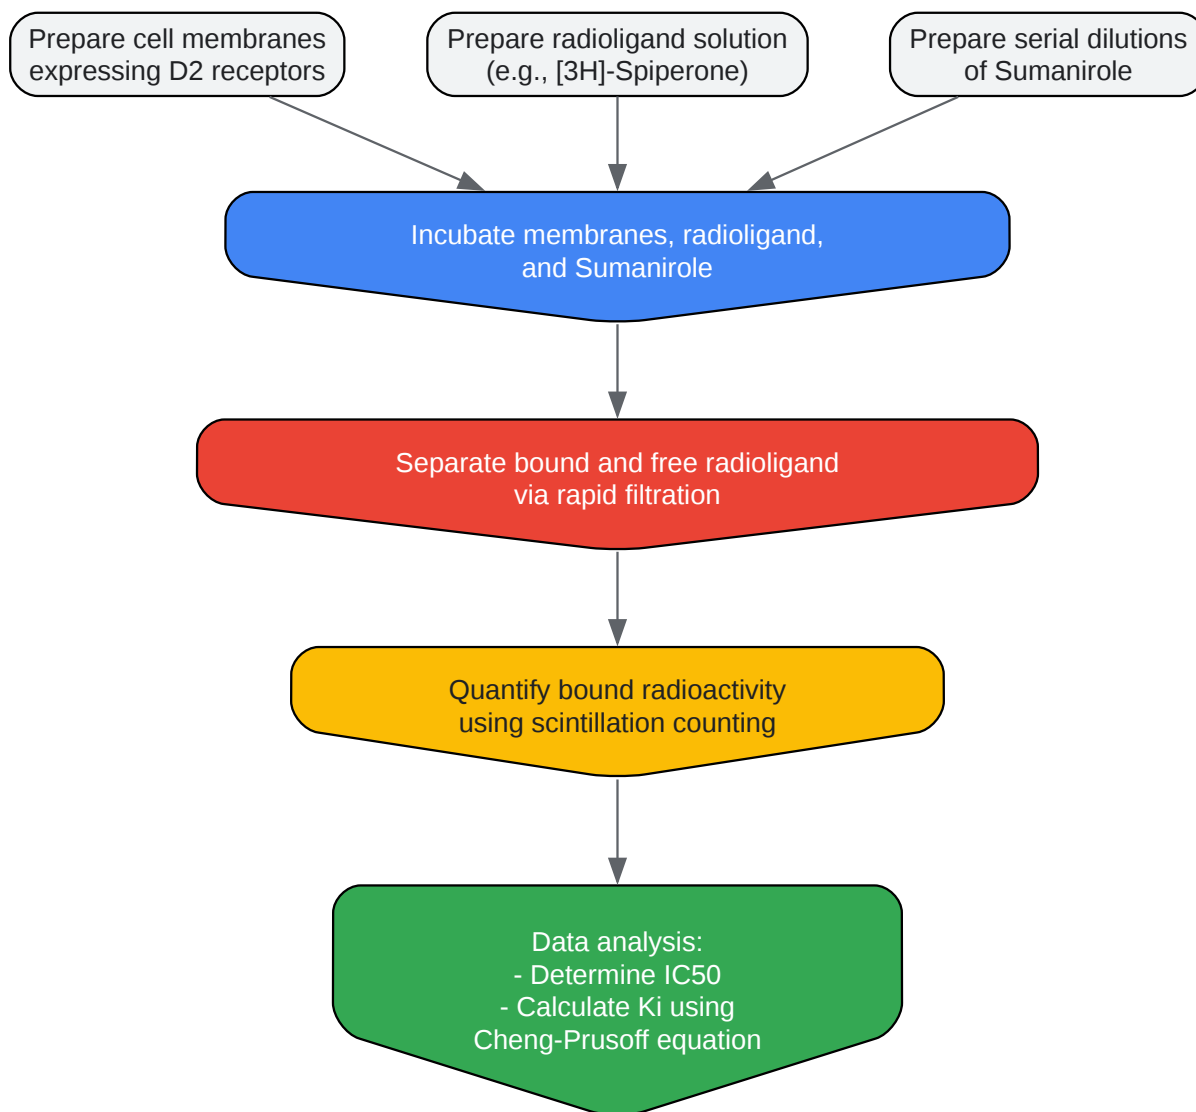 Prepare cell membranes
expressing D2 receptors
Prepare radioligand solution
(e.g., [3H]-Spiperone)
Prepare serial dilutions
of Sumanirole
Incubate membranes, radioligand,
and Sumanirole
Separate bound and free radioligand
via rapid filtration
Quantify bound radioactivity
using scintillation counting
Data analysis:
- Determine IC50
- Calculate Ki using
Cheng-Prusoff equation